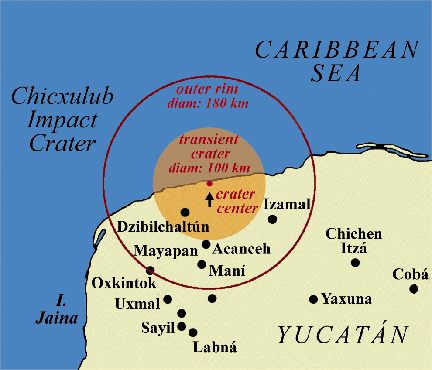 CARIBBEAN
SEA
Chicxulub
Impact
Crater
outer rim
diam: 180 km
transient
crater
diam: 100 km
crater
center
Izamal
Dzibilchaltún
Mayapan
Acanceh
Maní
Chichen
Itzá
Oxkintok
Cobá
I.
Jaina
Uxmal
Yaxuna
Sayil
Labná
YUCATÁN